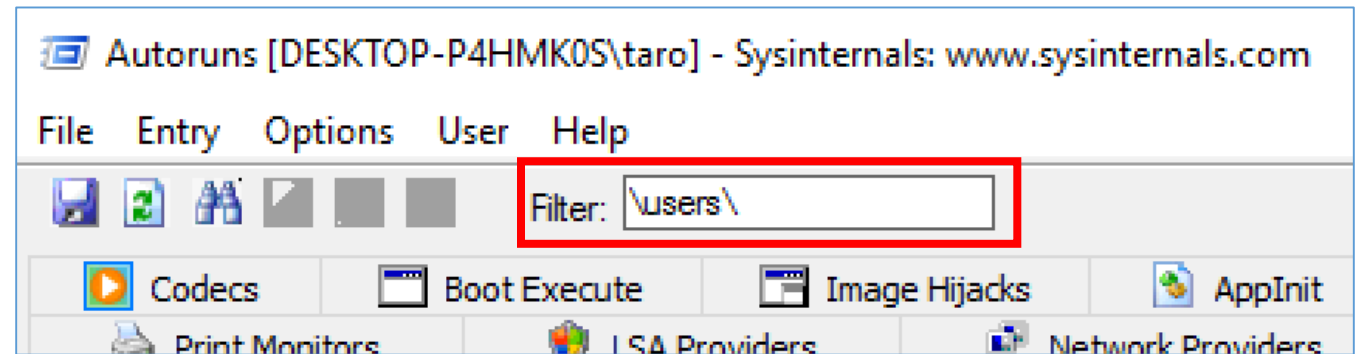 Autoruns [DESKTOP-P4HMK0S\taro] - Sysinternals: www.sysinternals.com
File Entry Options User Help
Filter: \users\
Codecs Boot Execute Image Hijacks AppInit
Print Monitors LSA Providers Network Providers